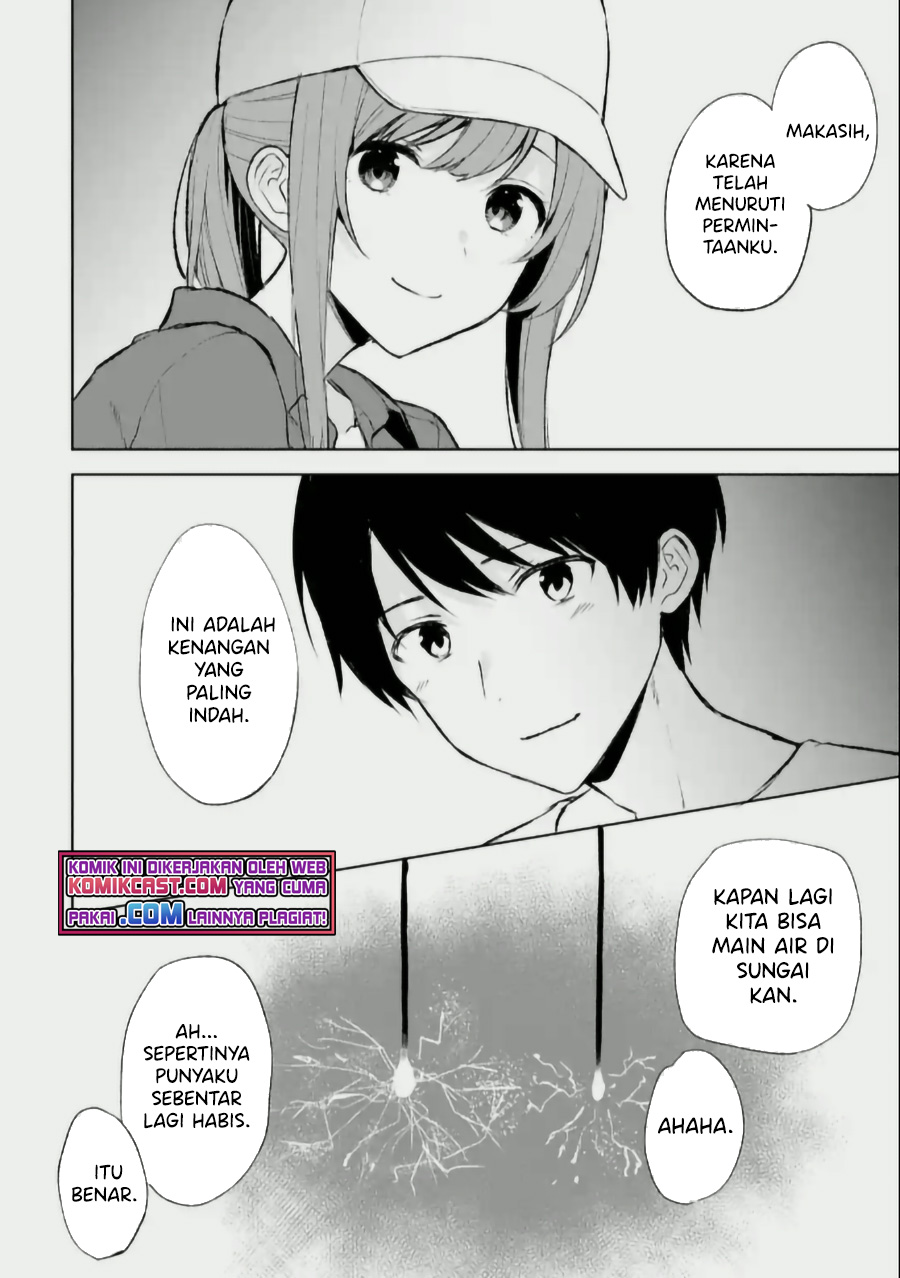 MAKASIH,
KARENA
TELAH
MENURUTI
PERMIN-
TAANKU.
INI ADALAH
KENANGAN
YANG
PALING
INDAH.
KOMIK INI DIKERJAKAN OLEH WEB
KOMIKCAST.COM YANG CUMA
PAKAI .COM LAINNYA PLAGIAT!
KAPAN LAGI
KITA BISA
MAIN AIR DI
SUNGAI
KAN.
AHAHA.
AH...
SEPERTINYA
PUNYAKU
SEBENTAR
LAGI HABIS.
ITU
BENAR.